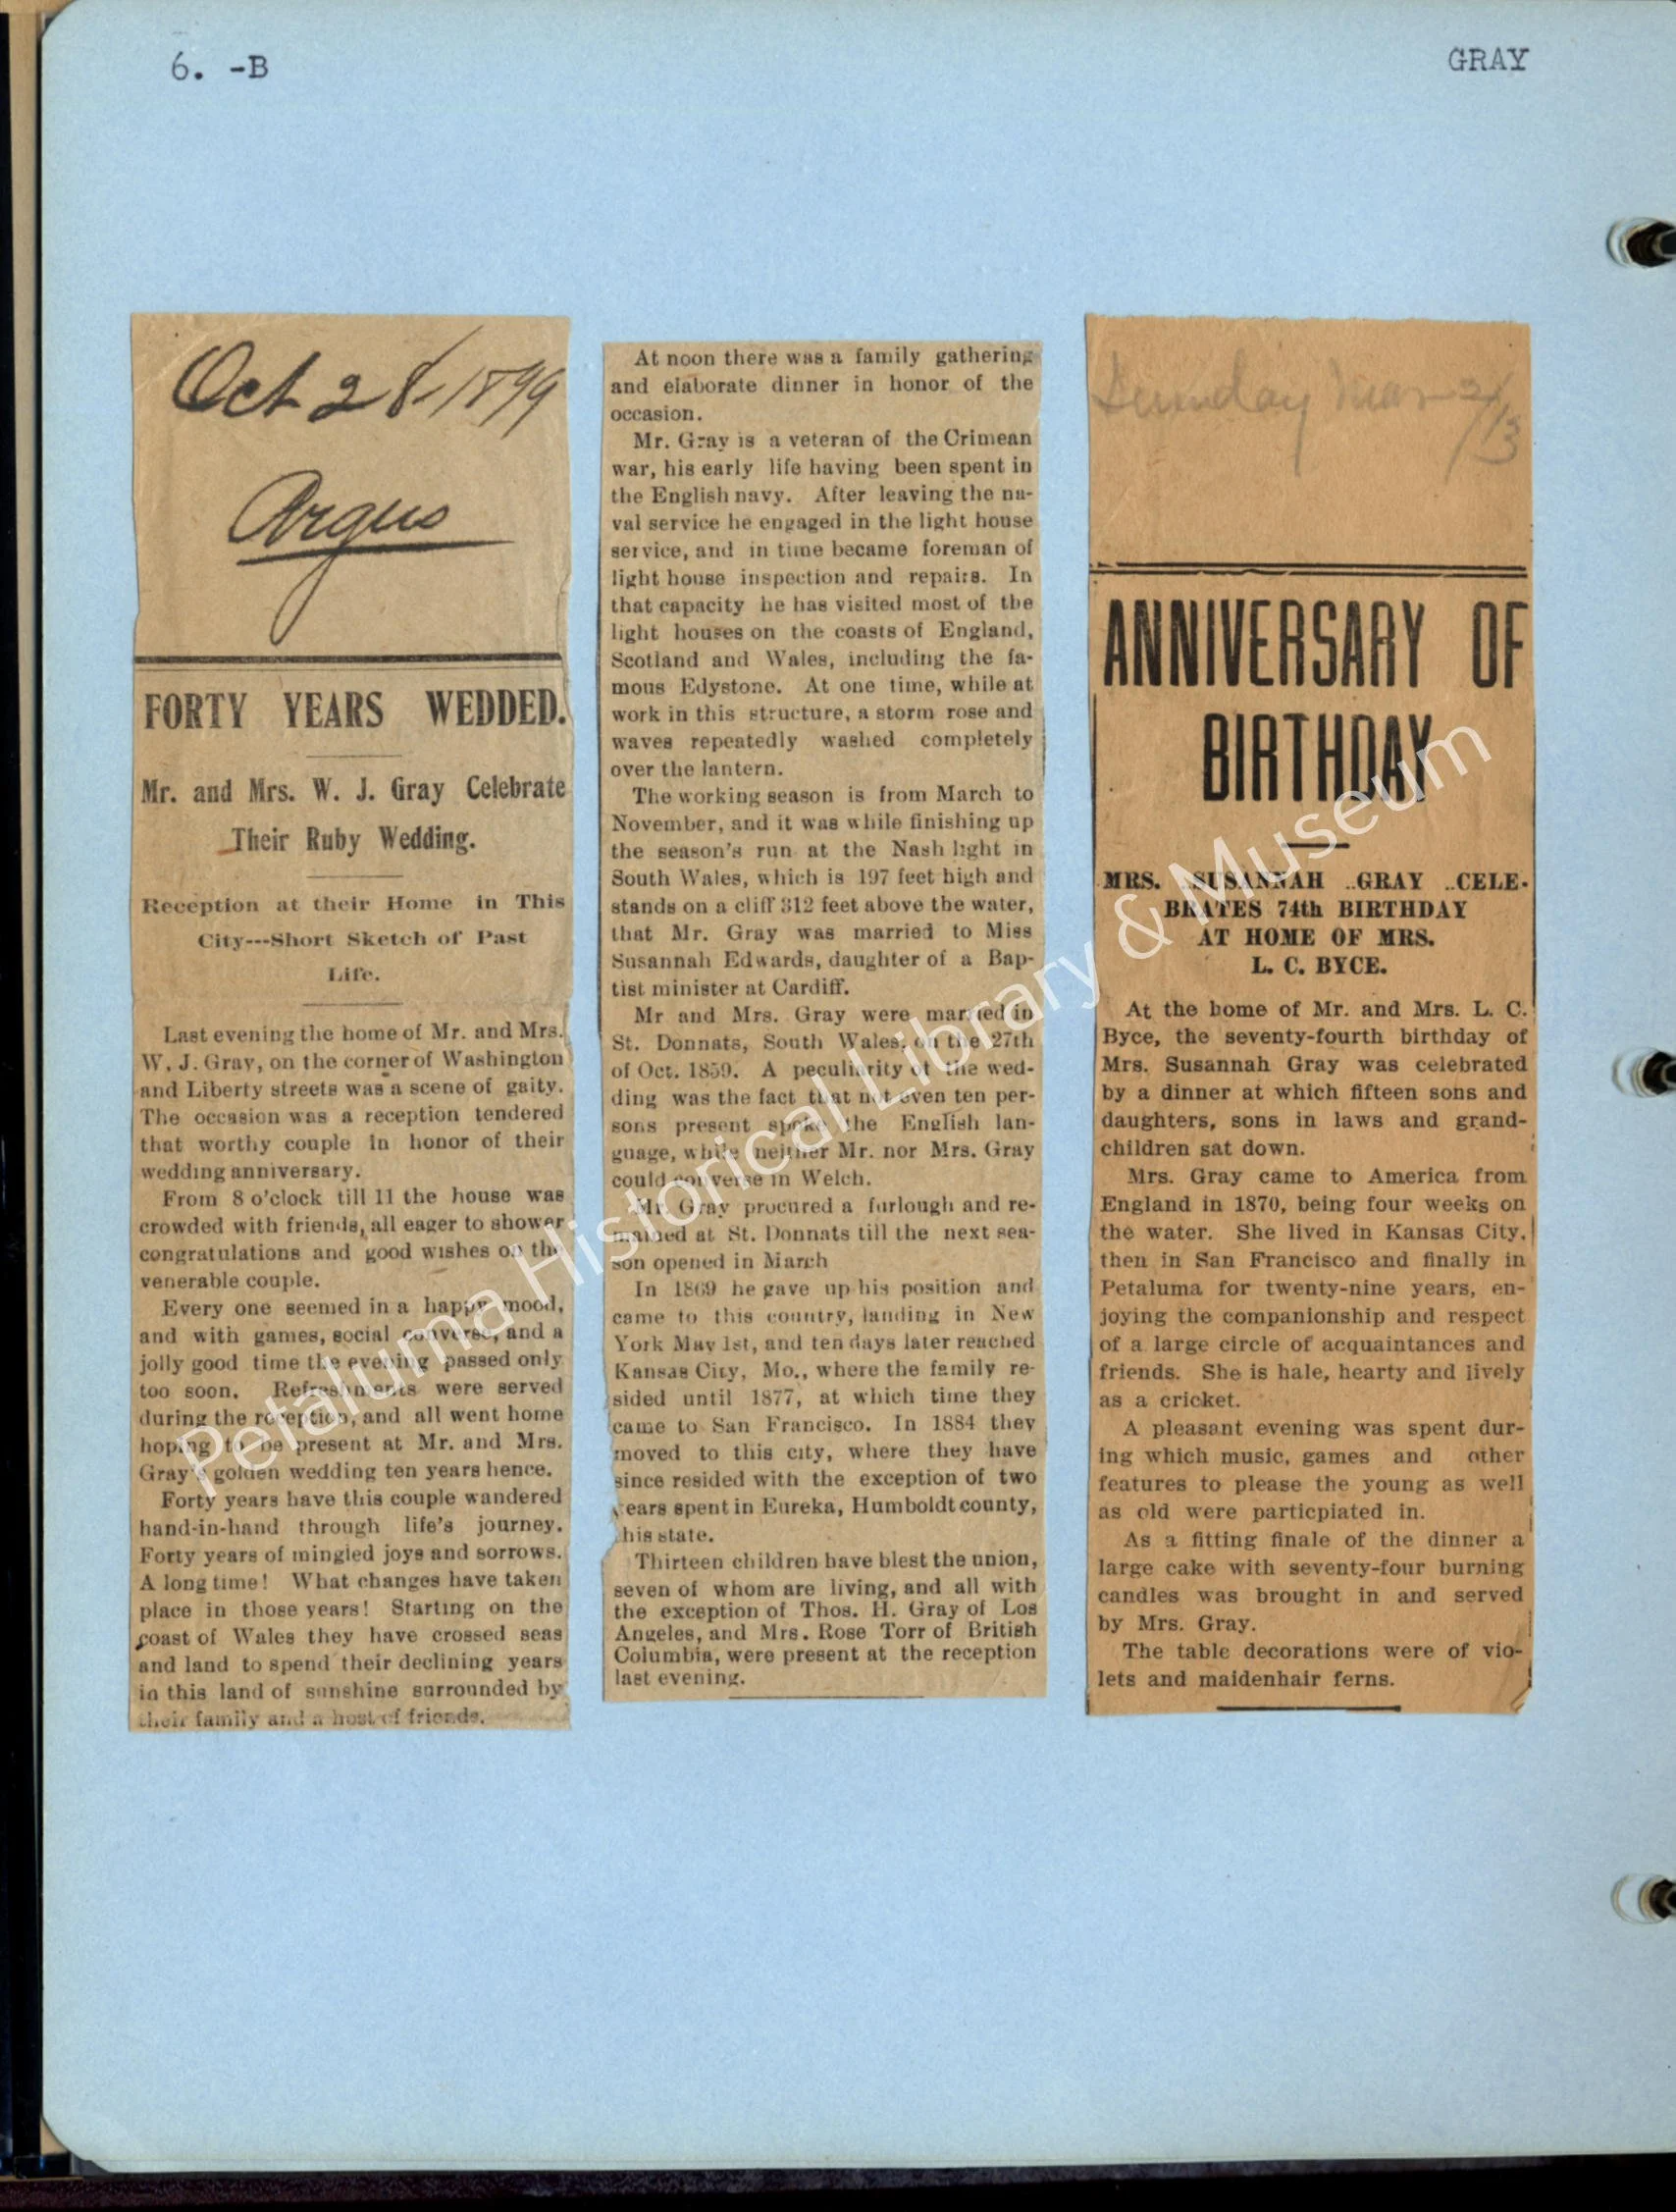 6. -B
GRAY
Oct 28/1899
Argus
FORTY YEARS WEDDED.
Mr. and Mrs. W. J. Gray Celebrate
Their Ruby Wedding.
Reception at their Home in This
City---Short Sketch of Past
Life.
Last evening the home of Mr. and Mrs.
W. J. Gray, on the corner of Washington
and Liberty streets was a scene of gaity.
The occasion was a reception tendered
that worthy couple in honor of their
wedding anniversary.
From 8 o'clock till 11 the house was
crowded with friends, all eager to shower
congratulations and good wishes on the
venerable couple.
Every one seemed in a happy mood,
and with games, social converse, and a
jolly good time the evening passed only
too soon. Refreshments were served
during the reception, and all went home
hoping to be present at Mr. and Mrs.
Gray's golden wedding ten years hence.
Forty years have this couple wandered
hand-in-hand through life's journey.
Forty years of mingled joys and sorrows.
A long time! What changes have taken
place in those years! Starting on the
coast of Wales they have crossed seas
and land to spend their declining years
in this land of sunshine surrounded by
their family and a host of friends.
At noon there was a family gathering
and elaborate dinner in honor of the
occasion.
Mr. Gray is a veteran of the Crimean
war, his early life having been spent in
the English navy. After leaving the na-
val service he engaged in the light house
service, and in time became foreman of
light house inspection and repairs. In
that capacity he has visited most of the
light houses on the coasts of England,
Scotland and Wales, including the fa-
mous Edystone. At one time, while at
work in this structure, a storm rose and
waves repeatedly washed completely
over the lantern.
The working season is from March to
November, and it was while finishing up
the season's run at the Nash light in
South Wales, which is 197 feet high and
stands on a cliff 312 feet above the water,
that Mr. Gray was married to Miss
Susannah Edwards, daughter of a Bap-
tist minister at Cardiff.
Mr and Mrs. Gray were married in
St. Donnats, South Wales, on the 27th
of Oct. 1859. A peculiarity of the wed-
ding was the fact that not even ten per-
sons present spoke the English lan-
guage, while neither Mr. nor Mrs. Gray
could converse in Welch.
Mr. Gray procured a furlough and re-
mained at St. Donnats till the next sea-
son opened in March
In 1869 he gave up his position and
came to this country, landing in New
York May 1st, and ten days later reached
Kansas City, Mo., where the family re-
sided until 1877, at which time they
came to San Francisco. In 1884 they
moved to this city, where they have
since resided with the exception of two
years spent in Eureka, Humboldt county,
this state.
Thirteen children have blest the union,
seven of whom are living, and all with
the exception of Thos. H. Gray of Los
Angeles, and Mrs. Rose Torr of British
Columbia, were present at the reception
last evening.
Sunday Mar 2/13
ANNIVERSARY OF
BIRTHDAY
MRS. ..SUSANNAH ..GRAY ..CELE-
BRATES 74th BIRTHDAY
AT HOME OF MRS.
L. C. BYCE.
At the home of Mr. and Mrs. L. C.
Byce, the seventy-fourth birthday of
Mrs. Susannah Gray was celebrated
by a dinner at which fifteen sons and
daughters, sons in laws and grand-
children sat down.
Mrs. Gray came to America from
England in 1870, being four weeks on
the water. She lived in Kansas City,
then in San Francisco and finally in
Petaluma for twenty-nine years, en-
joying the companionship and respect
of a large circle of acquaintances and
friends. She is hale, hearty and lively
as a cricket.
A pleasant evening was spent dur-
ing which music, games and other
features to please the young as well
as old were particpiated in.
As a fitting finale of the dinner a
large cake with seventy-four burning
candles was brought in and served
by Mrs. Gray.
The table decorations were of vio-
lets and maidenhair ferns.
Petaluma Historical Library & Museum